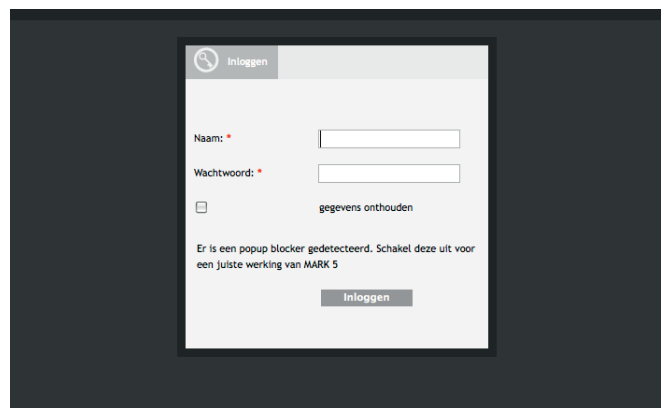 Inloggen
Naam: *
Wachtwoord: *
gegevens onthouden
Er is een popup blocker gedetecteerd. Schakel deze uit voor
een juiste werking van MARK 5
Inloggen